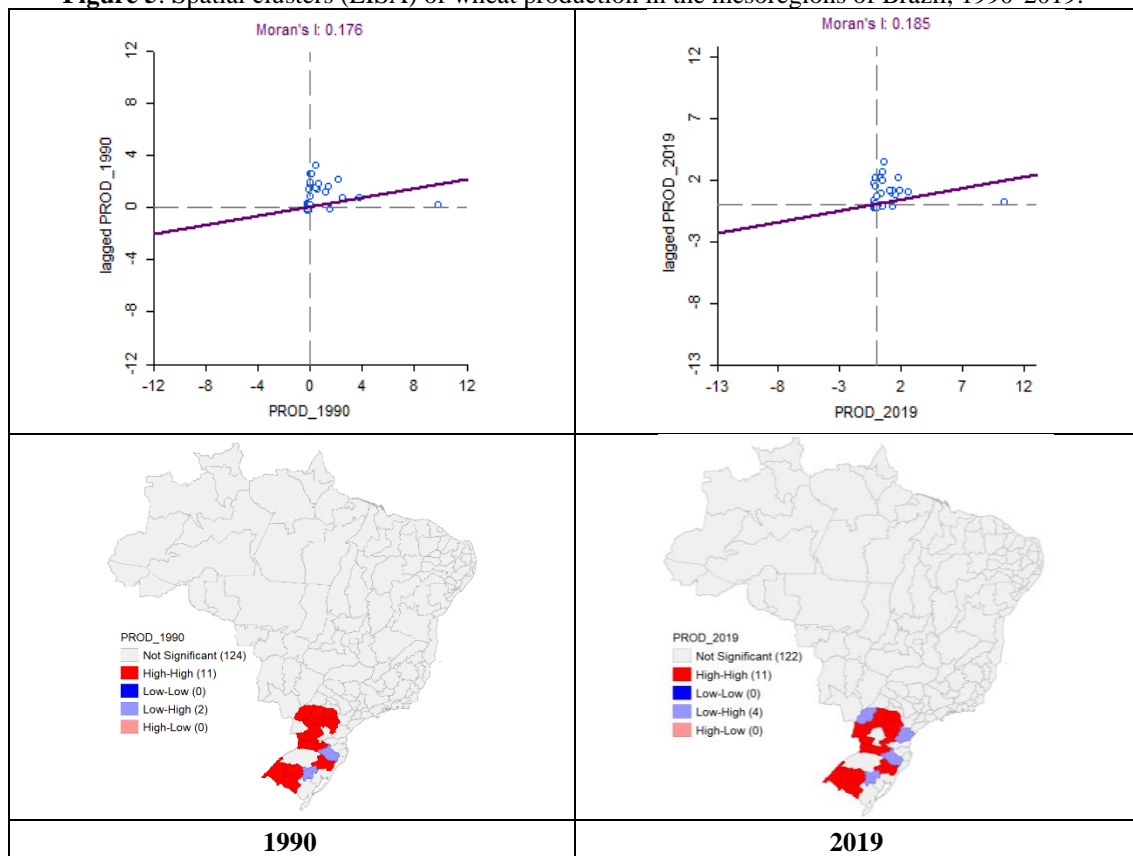 Figure 3. Spatial clusters (LISA) of wheat production in the mesoregions of Brazil, 1990-2019.
Moran's I: 0.176
12
8
4
0
-4
-8
-12
lagged PROD_1990
-12 -8 -4 0 4 8 12
PROD_1990
Moran's I: 0.185
12
7
2
-3
-8
-13
lagged PROD_2019
-13 -8 -3 2 7 12
PROD_2019
PROD_1990
Not Significant (124)
High-High (11)
Low-Low (0)
Low-High (2)
High-Low (0)
PROD_2019
Not Significant (122)
High-High (11)
Low-Low (0)
Low-High (4)
High-Low (0)
1990
2019